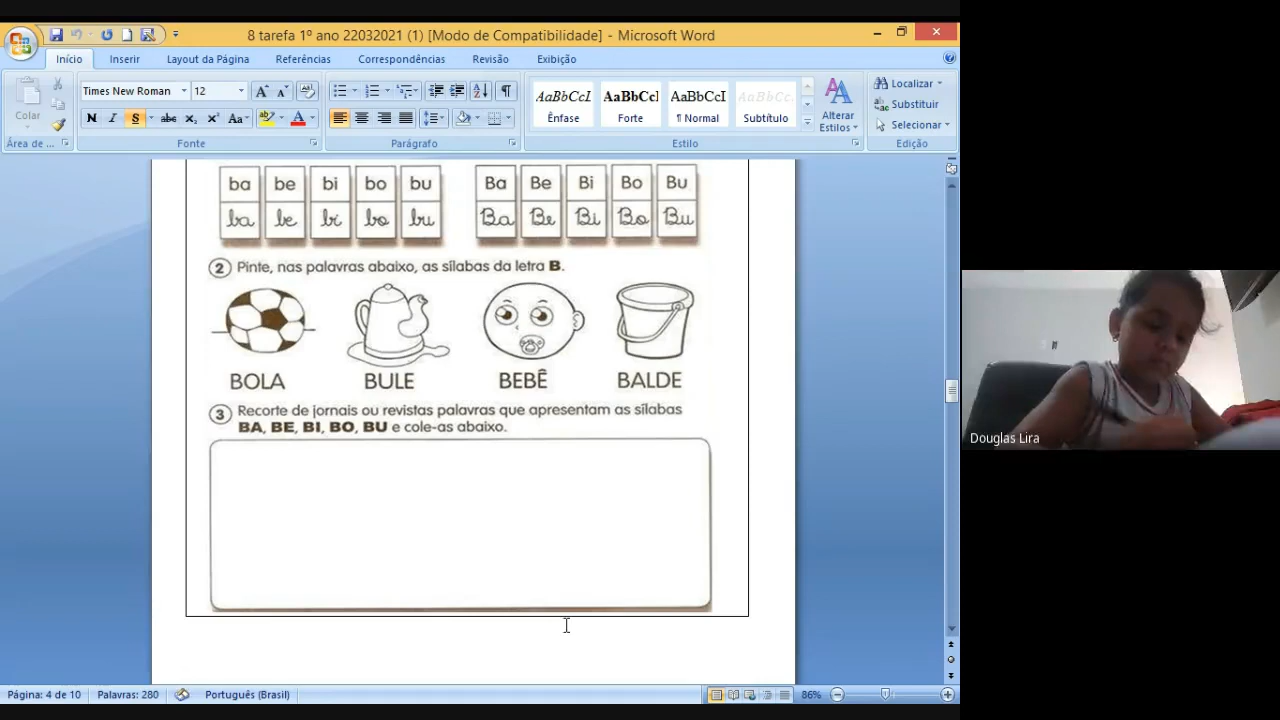 8 tarefa 1º ano 22032021 (1) [Modo de Compatibilidade] - Microsoft Word
Início Inserir Layout da Página Referências Correspondências Revisão Exibição
Colar
Times New Roman 12
N I S abc x₂ x² Aa A
AaBbCcI AaBbCcI AaBbCcI AaBbCc.
Ênfase Forte ¶ Normal Subtítulo
Alterar Estilos
Localizar
Substituir
Selecionar
Área de ... Fonte Parágrafo Estilo Edição
ba be bi bo bu Ba Be Bi Bo Bu
ba be bi bo bu Ba Be Bi Bo Bu
2 Pinte, nas palavras abaixo, as sílabas da letra B.
BOLA BULE BEBÊ BALDE
3 Recorte de jornais ou revistas palavras que apresentam as sílabas
BA, BE, BI, BO, BU e cole-as abaixo.
Douglas Lira
Página: 4 de 10 Palavras: 280 Português (Brasil) 86%